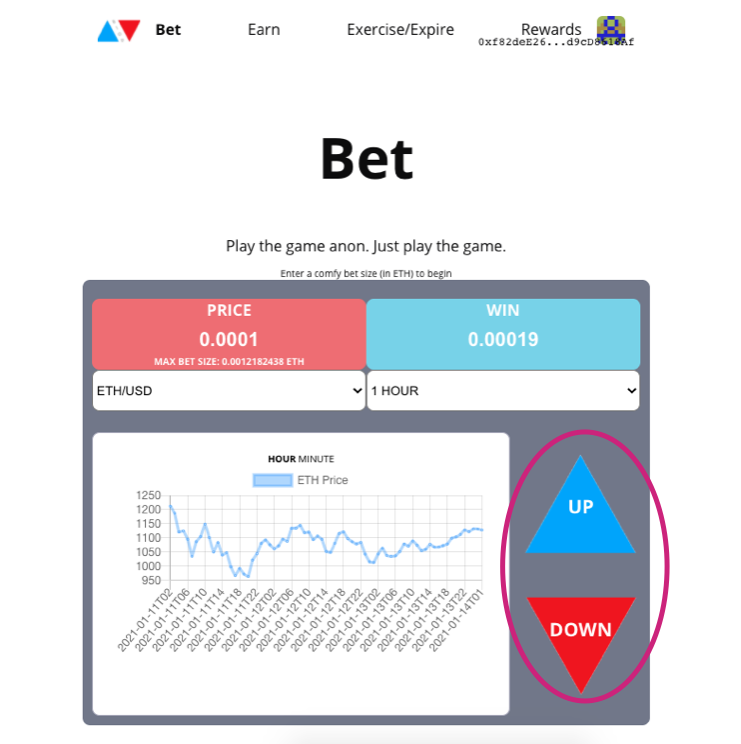 Bet Earn Exercise/Expire Rewards
Bet
Play the game anon. Just play the game.
Enter a comfy bet size (in ETH) to begin
PRICE WIN
0.0001 0.00019
MAX BET SIZE: 0.0012182438 ETH
ETH/USD 1 HOUR
HOUR MINUTE
ETH Price
UP
DOWN
1250
1200
1150
1100
1050
1000
950
2021-01-11T02
2021-01-11T06
2021-01-11T10
2021-01-11T14
2021-01-11T18
2021-01-11T22
2021-01-12T02
2021-01-12T06
2021-01-12T10
2021-01-12T14
2021-01-12T18
2021-01-12T22
2021-01-13T02
2021-01-13T06
2021-01-13T10
2021-01-13T14
2021-01-13T18
2021-01-13T22
2021-01-14T01